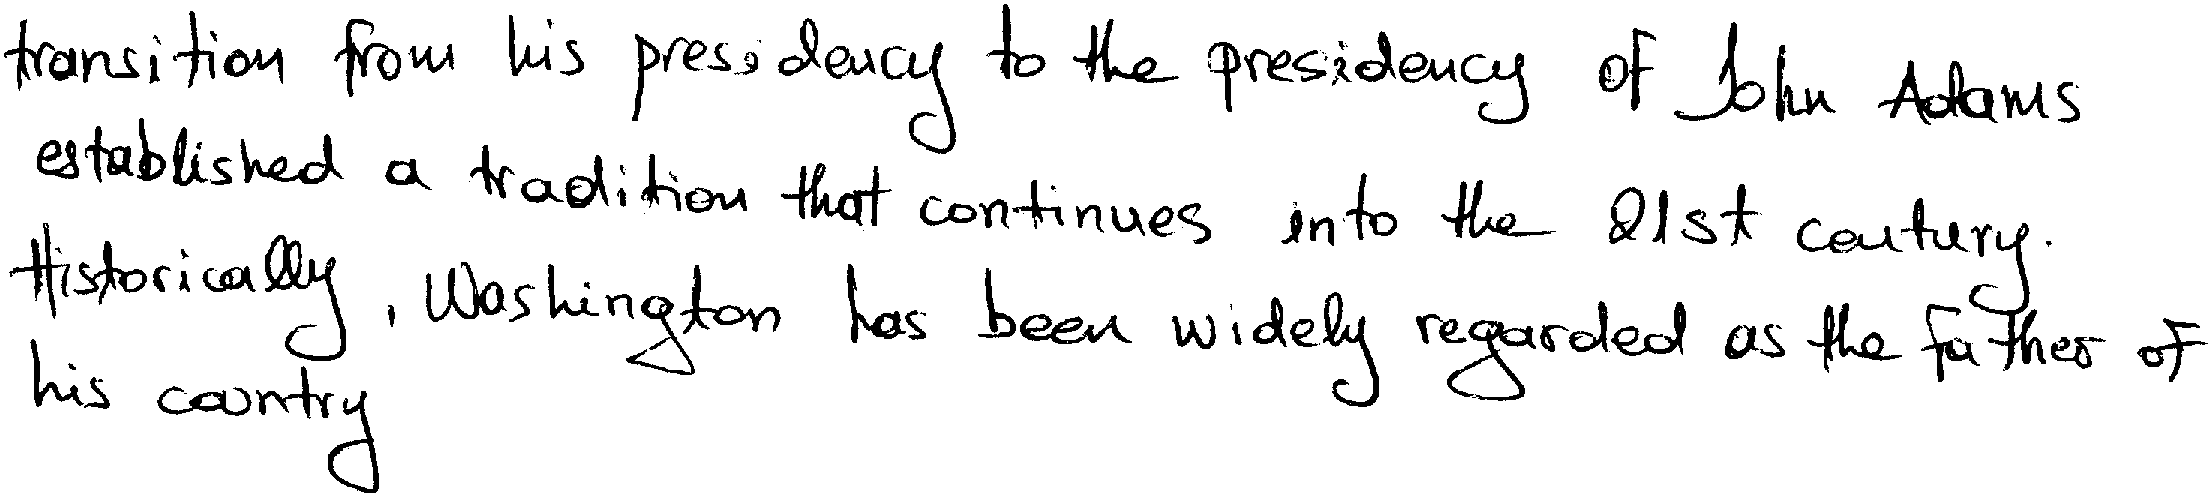 transition from his presidency to the presidency of John Adams
established a tradition that continues into the 21st century.
Historically, Washington has been widely regarded as the father of
his country